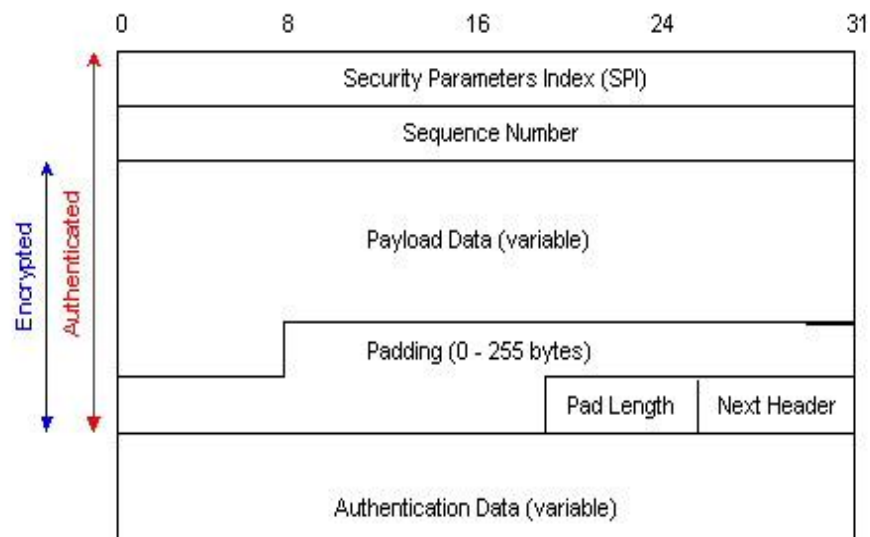 0 8 16 24 31
Security Parameters Index (SPI)
Sequence Number
Encrypted
Authenticated
Payload Data (variable)
Padding (0 - 255 bytes)
Pad Length Next Header
Authentication Data (variable)